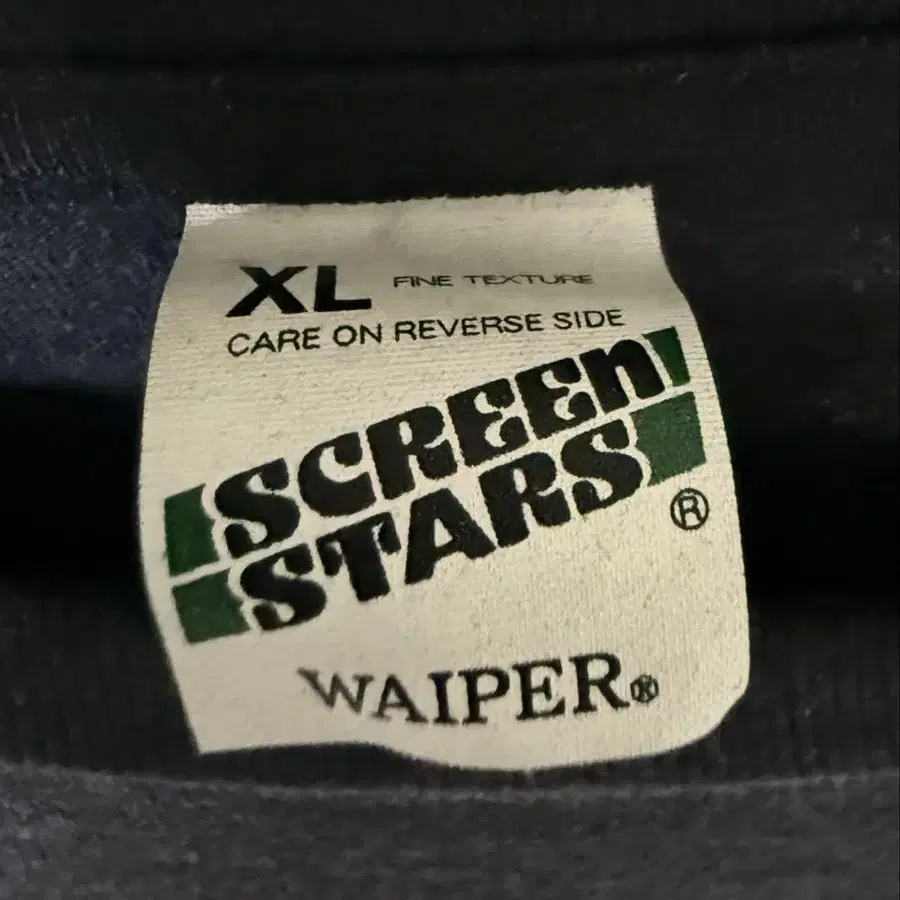 XL FINE TEXTURE
CARE ON REVERSE SIDE
SCREEN
STARS ®
WAIPER®